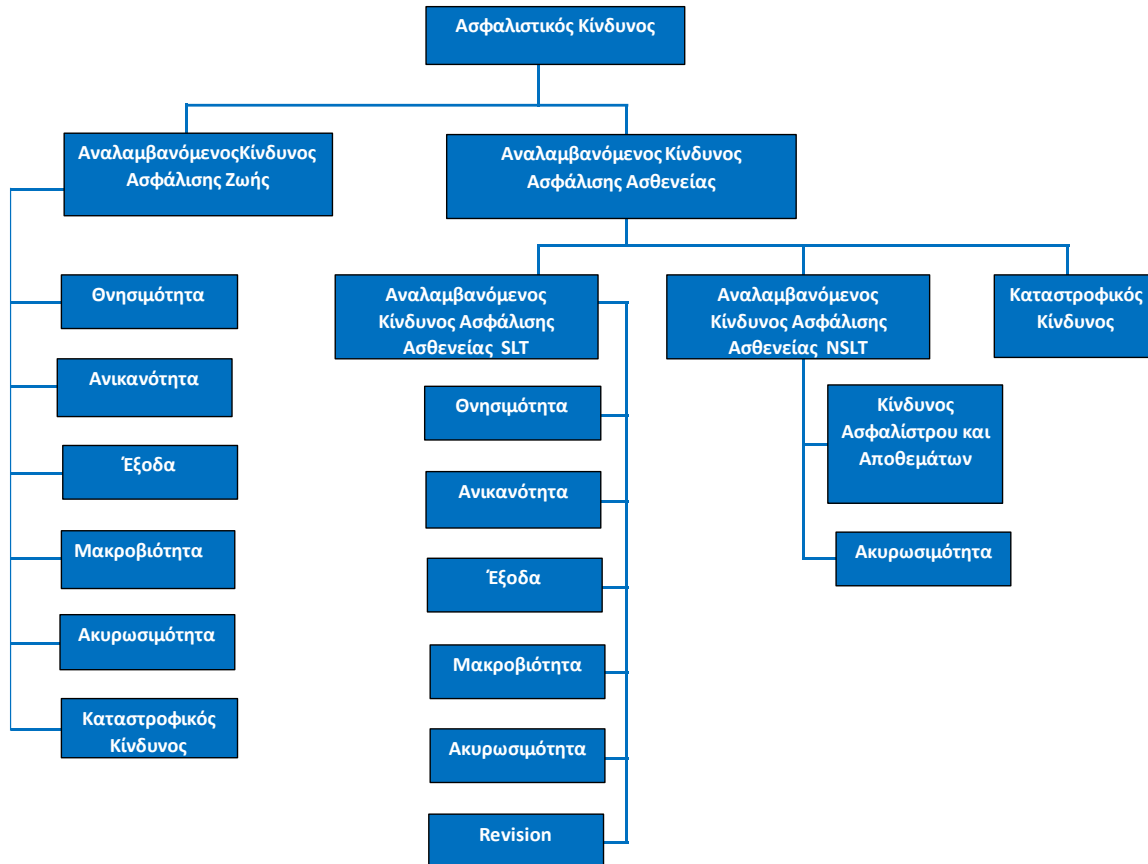 Ασφαλιστικός Κίνδυνος
ΑναλαμβανόμενοςΚίνδυνος
Ασφάλισης Ζωής
Αναλαμβανόμενος Κίνδυνος
Ασφάλισης Ασθενείας
Θνησιμότητα
Ανικανότητα
Έξοδα
Μακροβιότητα
Ακυρωσιμότητα
Καταστροφικός
Κίνδυνος
Αναλαμβανόμενος
Κίνδυνος Ασφάλισης
Ασθενείας SLT
Θνησιμότητα
Ανικανότητα
Έξοδα
Μακροβιότητα
Ακυρωσιμότητα
Revision
Αναλαμβανόμενος
Κίνδυνος Ασφάλισης
Ασθενείας NSLT
Κίνδυνος
Ασφαλίστρου και
Αποθεμάτων
Ακυρωσιμότητα
Καταστροφικός
Κίνδυνος